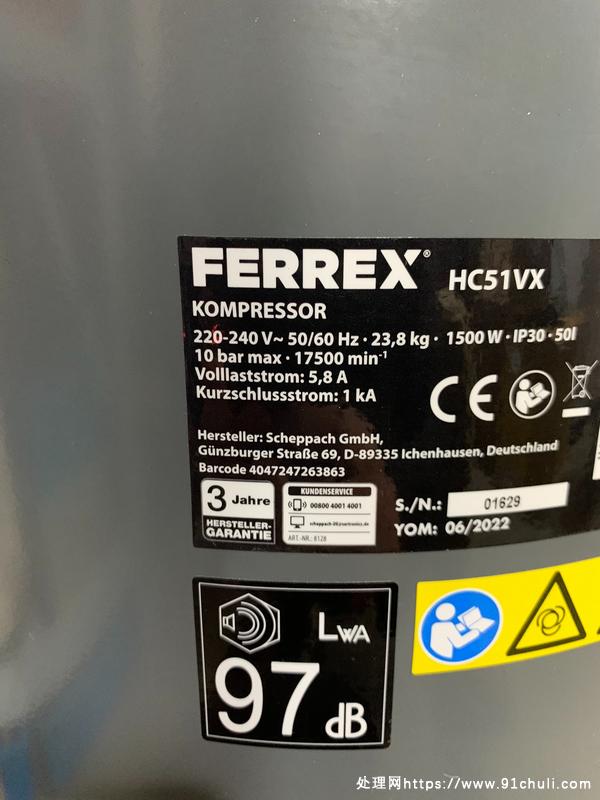 FERREX® HC51VX
KOMPRESSOR
220-240 V~ 50/60 Hz · 23,8 kg · 1500 W · IP30 · 50l
10 bar max · 17500 min⁻¹
Volllaststrom: 5,8 A
Kurzschlussstrom: 1 kA
CE
Hersteller: Scheppach GmbH,
Günzburger Straße 69, D-89335 Ichenhausen, Deutschland
Barcode 4047247263863
3 Jahre
HERSTELLER-
GARANTIE
KUNDENSERVICE
00800 4001 4001
ART.-NR.: 8128
S./N.: 01629
YOM: 06/2022
LWA
97 dB
处理网https://www.91chuli.com/